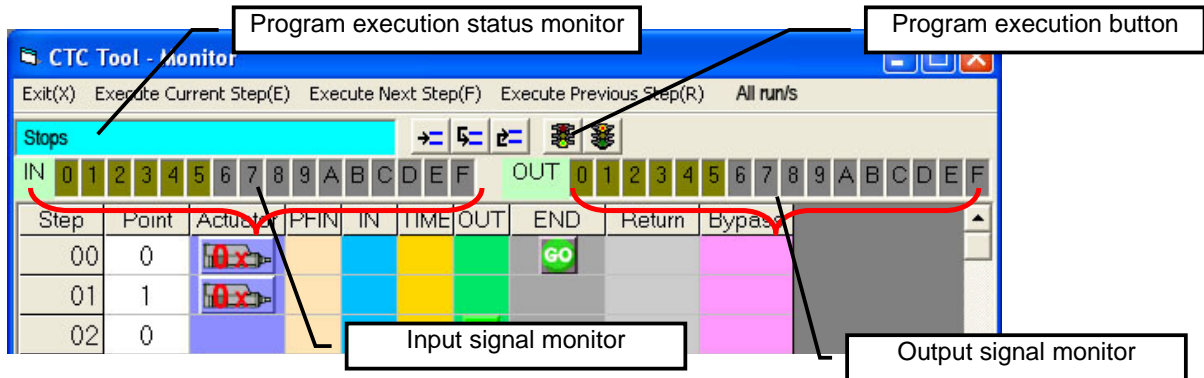 Program execution status monitor
Program execution button
CTC Tool - Monitor
Exit(X) Execute Current Step(E) Execute Next Step(F) Execute Previous Step(R) All run/s
Stops
IN 0 1 2 3 4 5 6 7 8 9 A B C D E F OUT 0 1 2 3 4 5 6 7 8 9 A B C D E F
Step Point Actuator PFIN IN TIME OUT END Return Bypass
00 0 0x GO
01 1 0x
02 0
Input signal monitor
Output signal monitor